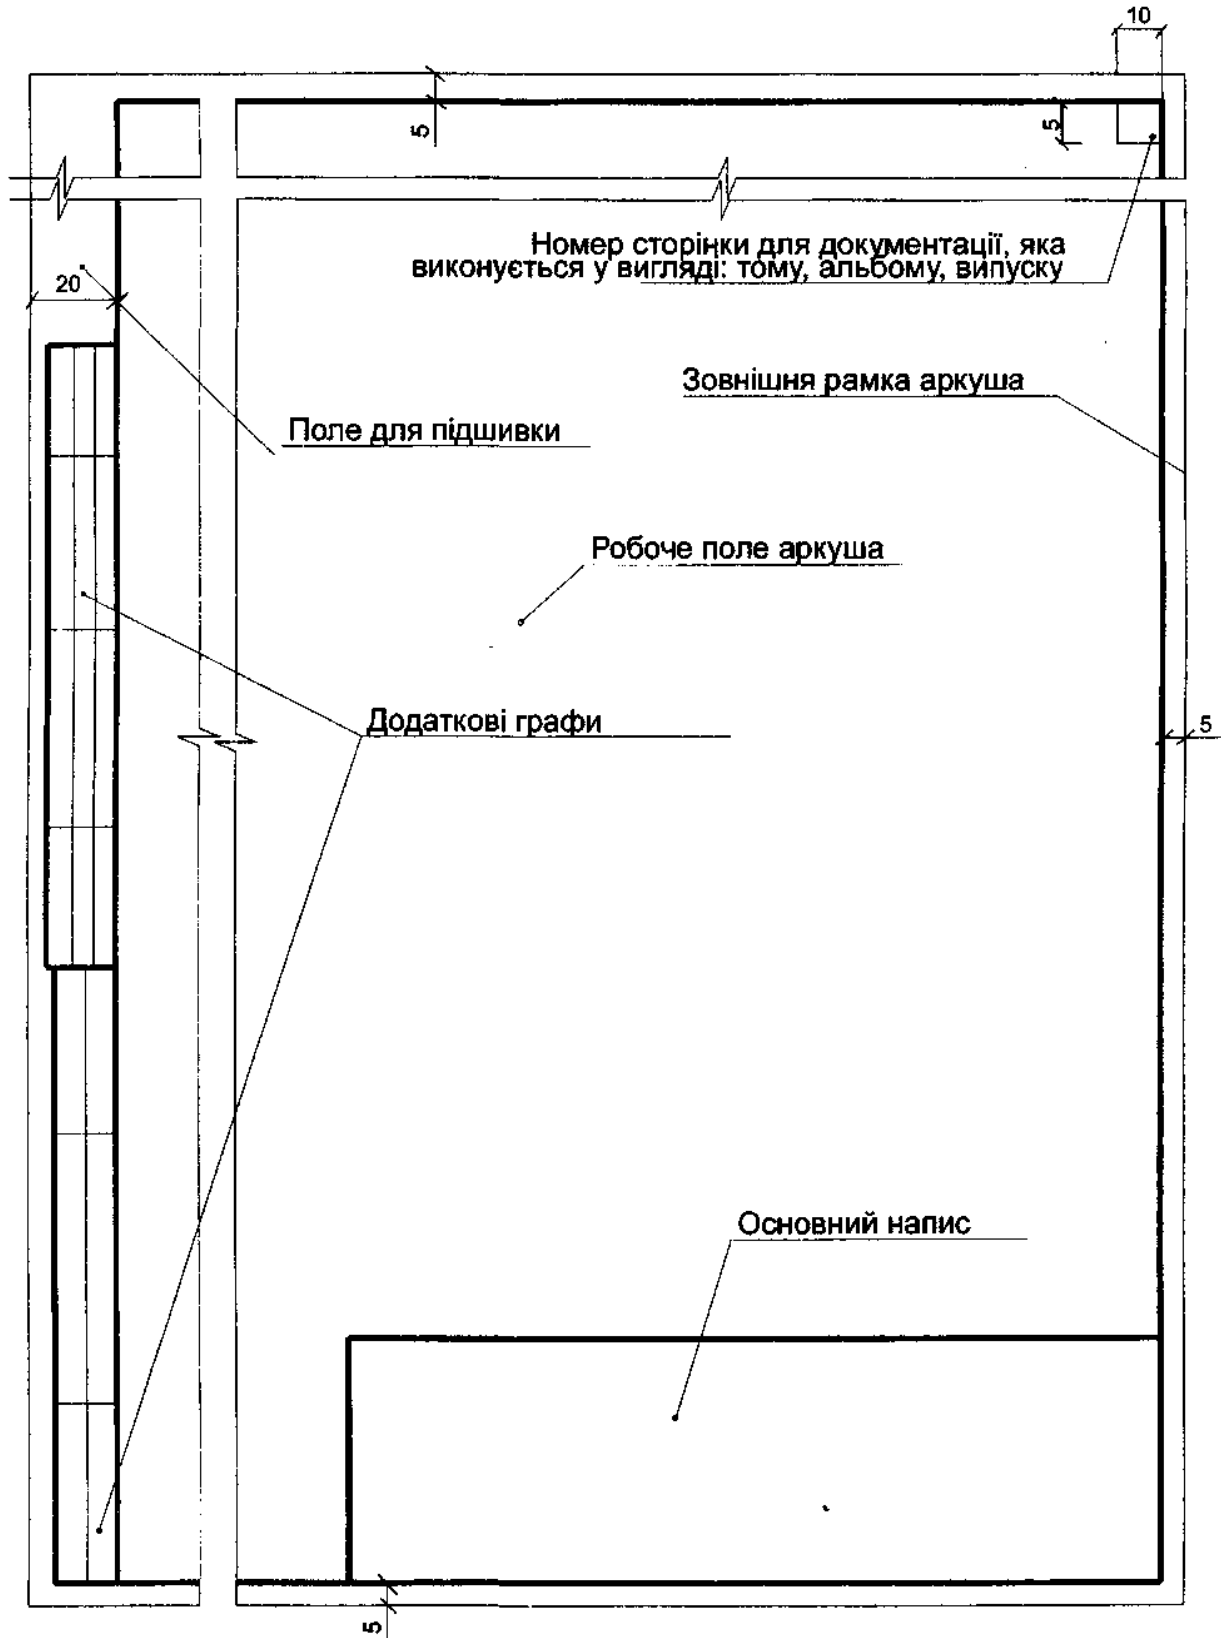 10
5
5
Номер сторінки для документації, яка
виконується у вигляді: тому, альбому, випуску
20
Зовнішня рамка аркуша
Поле для підшивки
Робоче поле аркуша
Додаткові графи
5
Основний напис
5